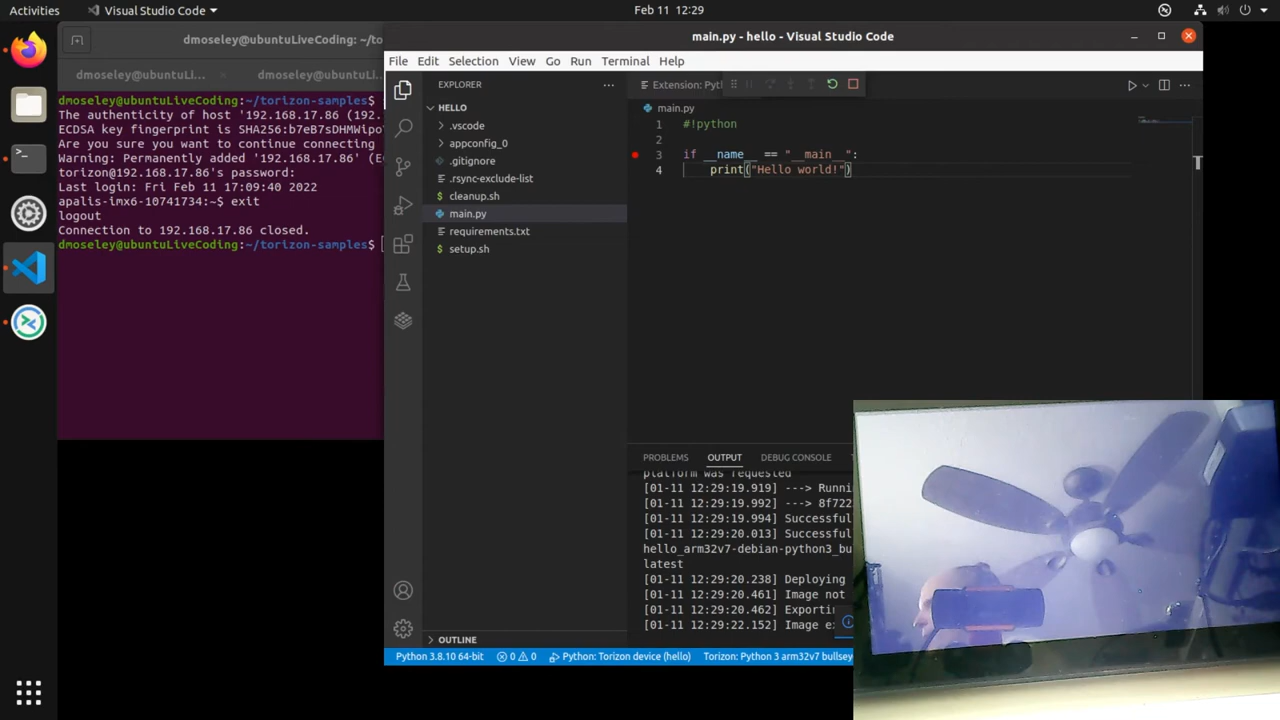 Activities
Visual Studio Code
Feb 11 12:29
dmoseley@ubuntuLiveCoding: ~/to
dmoseley@ubuntuLi...
dmoseley@ubuntuLi
dmoseley@ubuntuLiveCoding:~/torizon-samples$
The authenticity of host '192.168.17.86 (192.
ECDSA key fingerprint is SHA256:b7eB7sDHMWipo
Are you sure you want to continue connecting
Warning: Permanently added '192.168.17.86' (E
torizon@192.168.17.86's password:
Last login: Fri Feb 11 17:09:40 2022
apalis-imx6-10741734:~$ exit
logout
Connection to 192.168.17.86 closed.
dmoseley@ubuntuLiveCoding:~/torizon-samples$
main.py - hello - Visual Studio Code
File Edit Selection View Go Run Terminal Help
EXPLORER
HELLO
.vscode
appconfig_0
.gitignore
.rsync-exclude-list
cleanup.sh
main.py
requirements.txt
setup.sh
OUTLINE
Extension: Pyt
main.py
1 #!python
2
3 if __name__ == "__main__":
4 print("Hello world!")
PROBLEMS OUTPUT DEBUG CONSOLE
platform was requested
[01-11 12:29:19.919] ---> Runni
[01-11 12:29:19.992] ---> 8f722
[01-11 12:29:19.994] Successful
[01-11 12:29:20.013] Successful
hello_arm32v7-debian-python3_bu
latest
[01-11 12:29:20.238] Deploying
[01-11 12:29:20.461] Image not
[01-11 12:29:20.462] Exportin
[01-11 12:29:22.152] Image e
Python 3.8.10 64-bit 0 0 Python: Torizon device (hello) Torizon: Python 3 arm32v7 bullsey